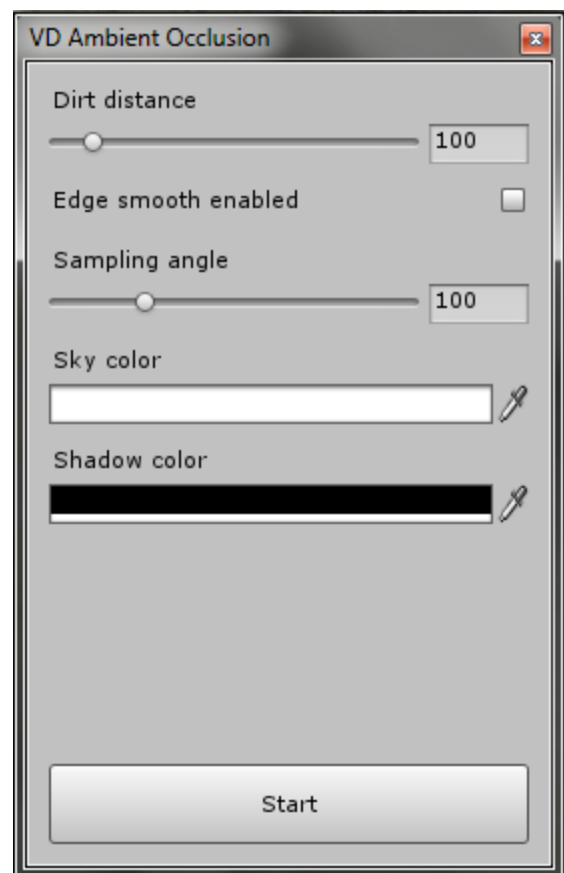 VD Ambient Occlusion
Dirt distance
100
Edge smooth enabled
Sampling angle
100
Sky color
Shadow color
Start